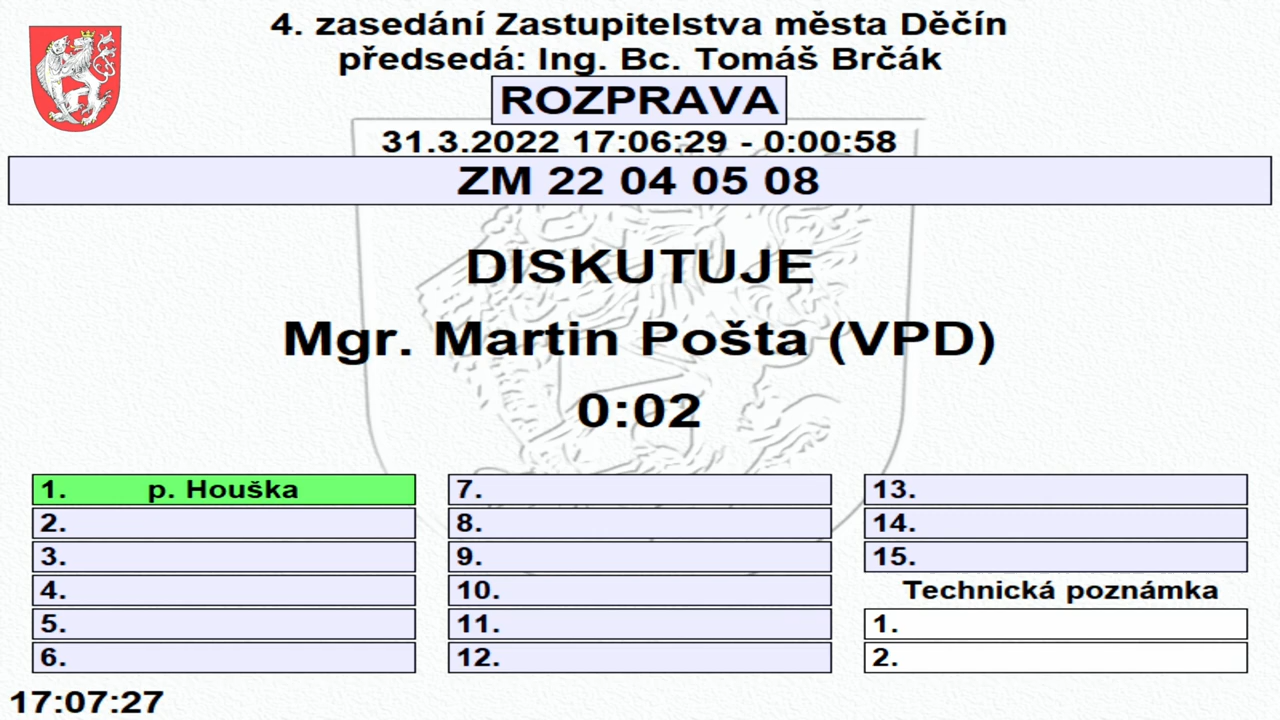 4. zasedání Zastupitelstva města Děčín
předsedá: Ing. Bc. Tomáš Brčák
ROZPRAVA
31.3.2022 17:06:29 - 0:00:58
ZM 22 04 05 08
DISKUTUJE
Mgr. Martin Pošta (VPD)
0:02
1. p. Houška
2.
3.
4.
5.
6.
7.
8.
9.
10.
11.
12.
13.
14.
15.
Technická poznámka
1.
2.
17:07:27